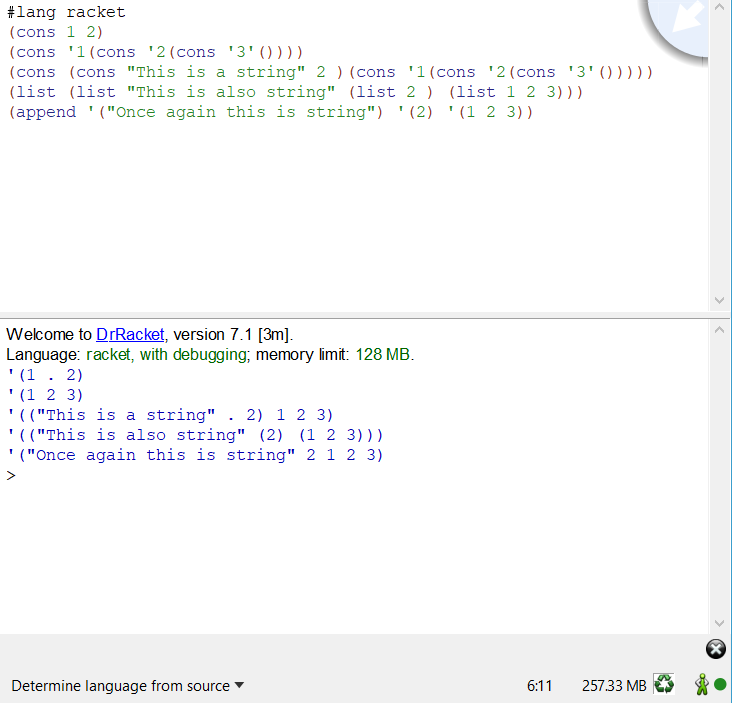 #lang racket
(cons 1 2)
(cons '1(cons '2(cons '3'())))
(cons (cons "This is a string" 2 )(cons '1(cons '2(cons '3'()))))
(list (list "This is also string" (list 2 ) (list 1 2 3)))
(append '("Once again this is string") '(2) '(1 2 3))
Welcome to DrRacket, version 7.1 [3m].
Language: racket, with debugging; memory limit: 128 MB.
'(1 . 2)
'(1 2 3)
'(("This is a string" . 2) 1 2 3)
'(("This is also string" (2) (1 2 3)))
'("Once again this is string" 2 1 2 3)
>
Determine language from source 6:11 257.33 MB